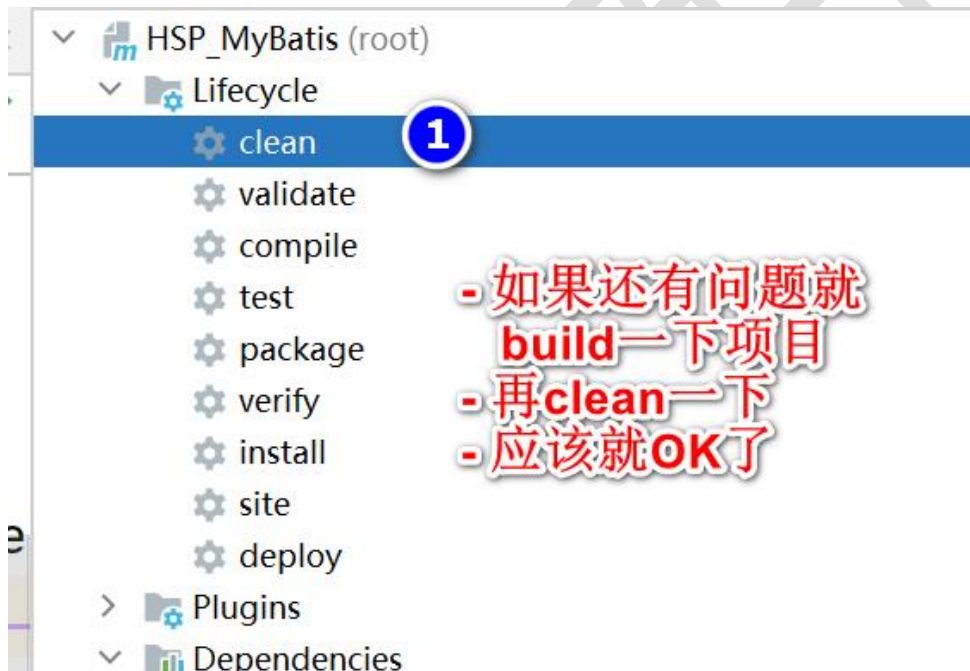 HSP_MyBatis (root)
Lifecycle
clean 1
validate
compile
test
package
verify
install
site
deploy
Plugins
Dependencies
- 如果还有问题就
build一下项目
- 再clean一下
- 应该就OK了